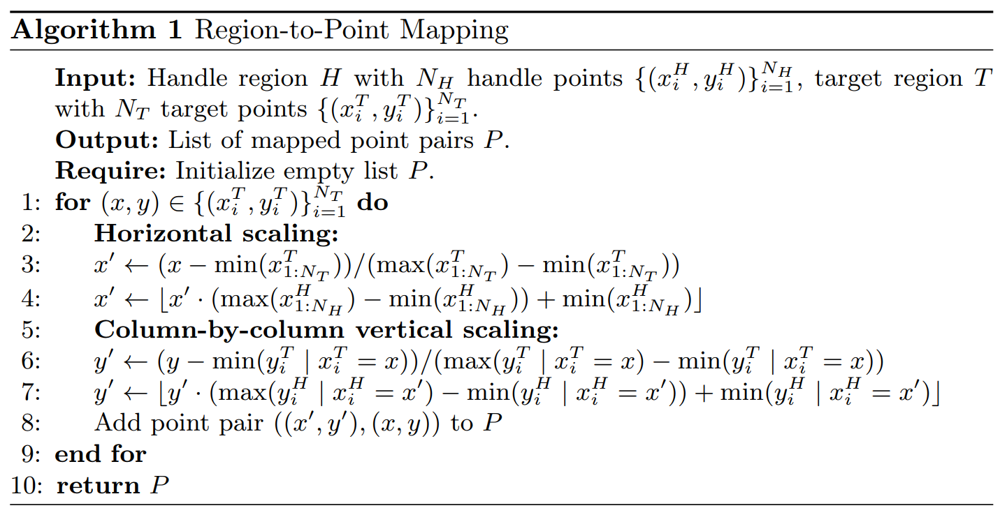 Algorithm 1 Region-to-Point Mapping
Input: Handle region $H$ with $N_H$ handle points $\{(x_i^H, y_i^H)\}_{i=1}^{N_H}$, target region $T$
with $N_T$ target points $\{(x_i^T, y_i^T)\}_{i=1}^{N_T}$.
Output: List of mapped point pairs $P$.
Require: Initialize empty list $P$.
1: for $(x, y) \in \{(x_i^T, y_i^T)\}_{i=1}^{N_T}$ do
2: Horizontal scaling:
3: $x' \leftarrow (x - \min(x_{1:N_T}^T))/(\max(x_{1:N_T}^T) - \min(x_{1:N_T}^T))$
4: $x' \leftarrow \lfloor x' \cdot (\max(x_{1:N_H}^H) - \min(x_{1:N_H}^H)) + \min(x_{1:N_H}^H) \rfloor$
5: Column-by-column vertical scaling:
6: $y' \leftarrow (y - \min(y_i^T \mid x_i^T = x))/(\max(y_i^T \mid x_i^T = x) - \min(y_i^T \mid x_i^T = x))$
7: $y' \leftarrow \lfloor y' \cdot (\max(y_i^H \mid x_i^H = x') - \min(y_i^H \mid x_i^H = x')) + \min(y_i^H \mid x_i^H = x') \rfloor$
8: Add point pair $((x', y'), (x, y))$ to $P$
9: end for
10: return $P$